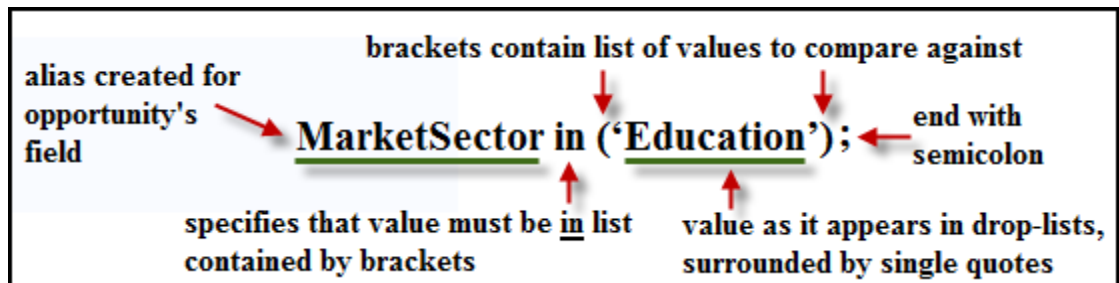 brackets contain list of values to compare against
alias created for
opportunity's
field
MarketSector in (‘Education’);
end with
semicolon
specifies that value must be in list
contained by brackets
value as it appears in drop-lists,
surrounded by single quotes